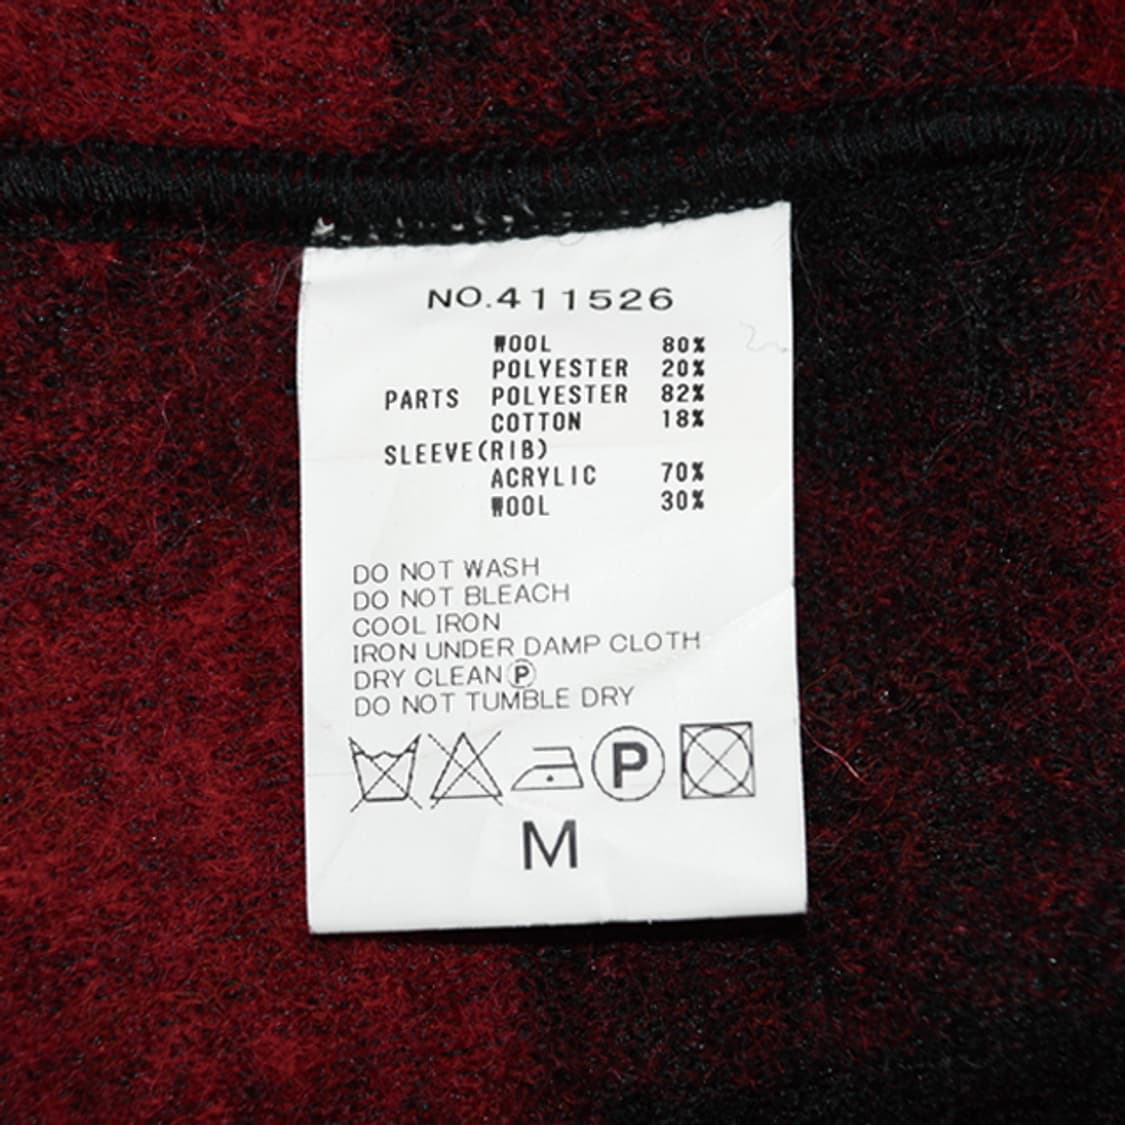 NO.411526
WOOL 80%
POLYESTER 20%
PARTS POLYESTER 82%
COTTON 18%
SLEEVE(RIB)
ACRYLIC 70%
WOOL 30%
DO NOT WASH
DO NOT BLEACH
COOL IRON
IRON UNDER DAMP CLOTH
DRY CLEAN Ⓟ
DO NOT TUMBLE DRY
P
M